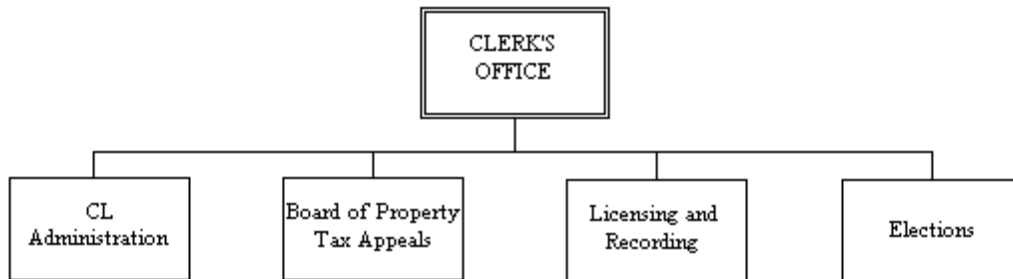 CLERK'S
OFFICE
CL
Administration
Board of Property
Tax Appeals
Licensing and
Recording
Elections